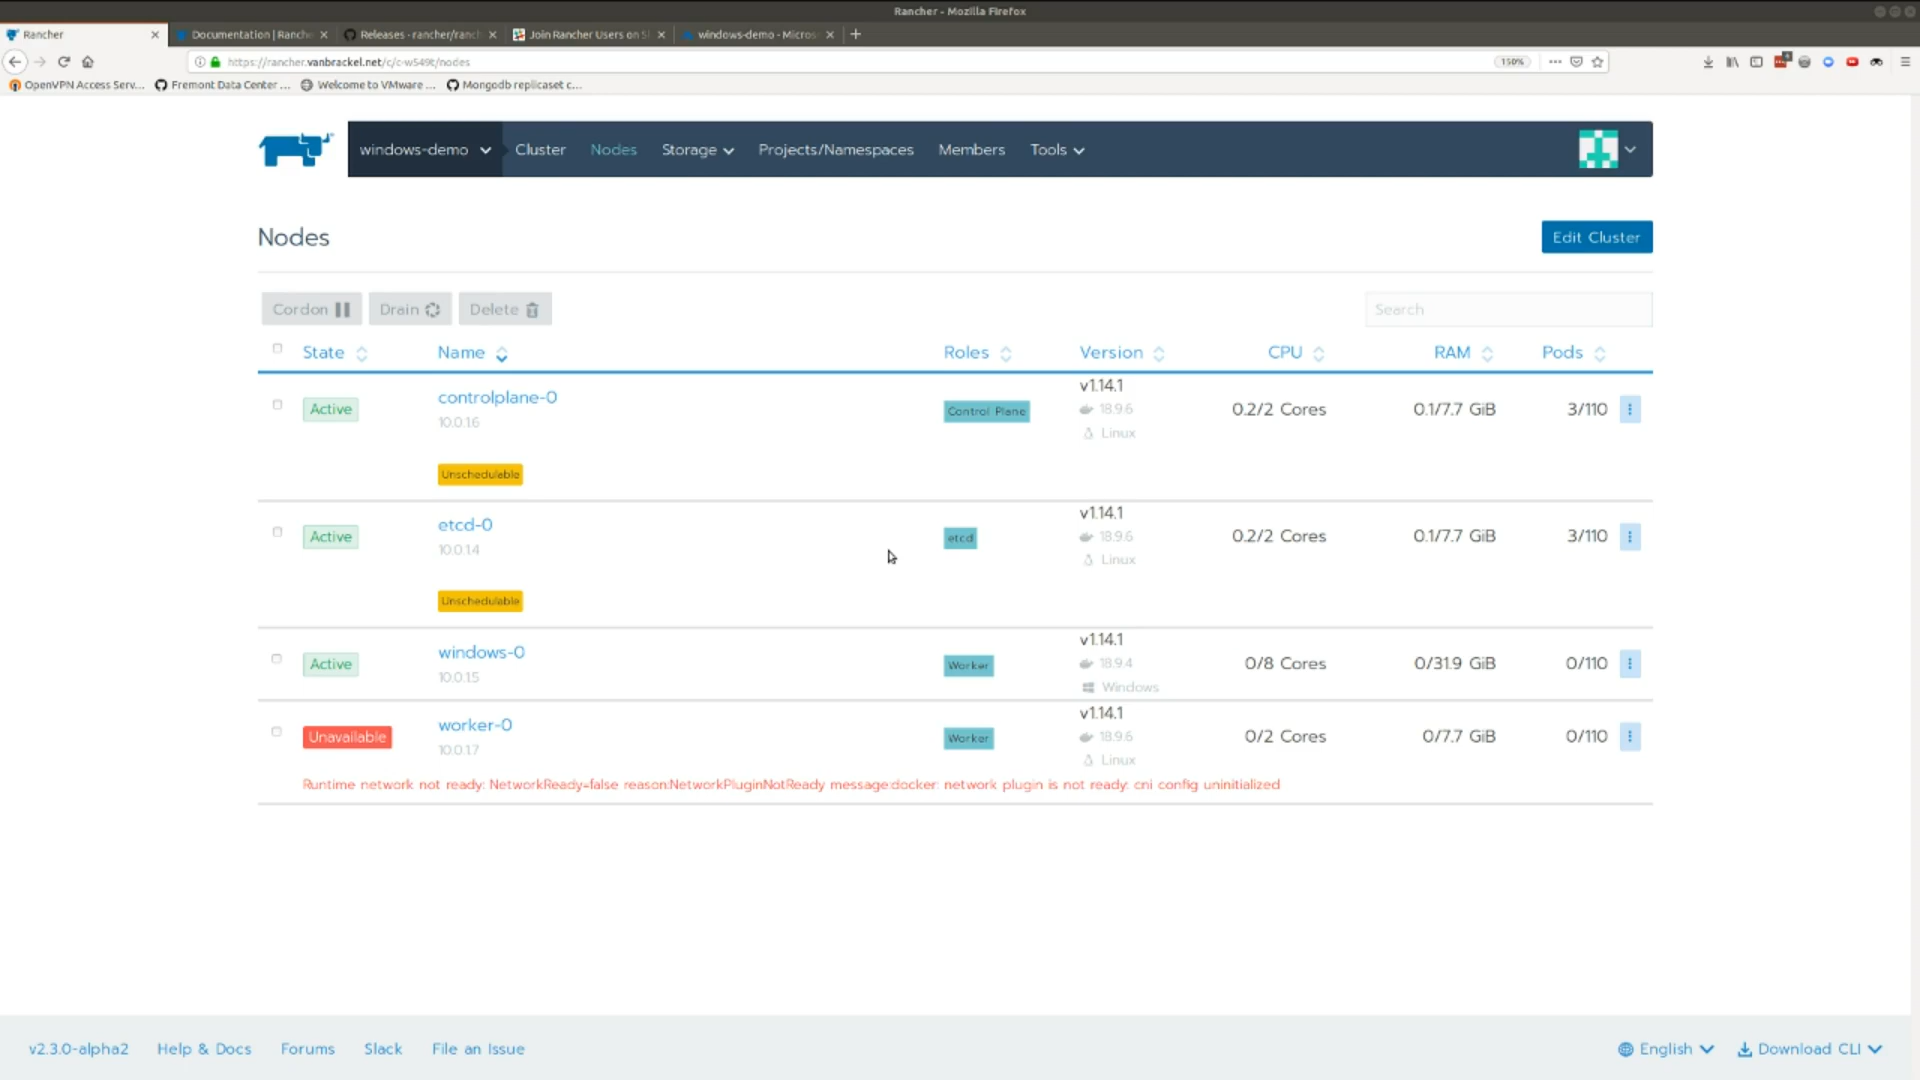 Rancher - Mozilla Firefox
Rancher
Documentation | Ranche
Releases · rancher/ranch
Join Rancher Users on Sl
windows-demo - Micros
https://rancher.vanbrackel.net/c/c-w549t/nodes
150%
OpenVPN Access Serv...
Fremont Data Center ...
Welcome to VMware ...
Mongodb replicaset c...
windows-demo
Cluster
Nodes
Storage
Projects/Namespaces
Members
Tools
Nodes
Edit Cluster
Cordon
Drain
Delete
Search
State
Name
Roles
Version
CPU
RAM
Pods
Active
controlplane-0
10.0.1.6
Unschedulable
Control Plane
v1.14.1
18.9.6
Linux
0.2/2 Cores
0.1/7.7 GiB
3/110
Active
etcd-0
10.0.1.4
Unschedulable
etcd
v1.14.1
18.9.6
Linux
0.2/2 Cores
0.1/7.7 GiB
3/110
Active
windows-0
10.0.1.5
Worker
v1.14.1
18.9.4
Windows
0/8 Cores
0/31.9 GiB
0/110
Unavailable
worker-0
10.0.1.7
Worker
v1.14.1
18.9.6
Linux
0/2 Cores
0/7.7 GiB
0/110
Runtime network not ready: NetworkReady=false reason:NetworkPluginNotReady message:docker: network plugin is not ready: cni config uninitialized
v2.3.0-alpha2
Help & Docs
Forums
Slack
File an Issue
English
Download CLI